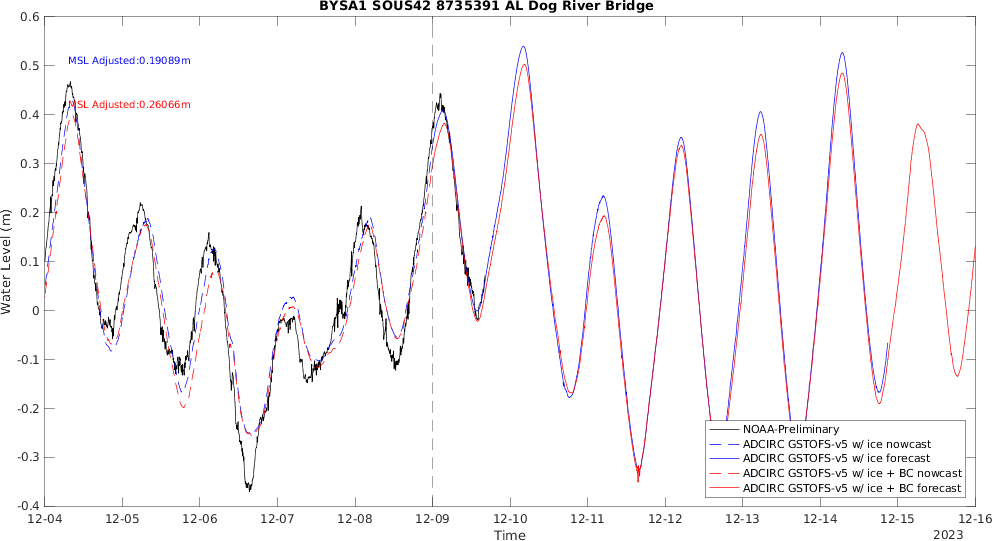 BYSA1 SOUS42 8735391 AL Dog River Bridge
0.6
0.5
0.4
0.3
0.2
0.1
0
-0.1
-0.2
-0.3
-0.4
Water Level (m)
MSL Adjusted:0.19089m
MSL Adjusted:0.26066m
NOAA-Preliminary
ADCIRC GSTOFS-v5 w/ ice nowcast
ADCIRC GSTOFS-v5 w/ ice forecast
ADCIRC GSTOFS-v5 w/ ice + BC nowcast
ADCIRC GSTOFS-v5 w/ ice + BC forecast
12-04 12-05 12-06 12-07 12-08 12-09 12-10 12-11 12-12 12-13 12-14 12-15 12-16
Time
2023